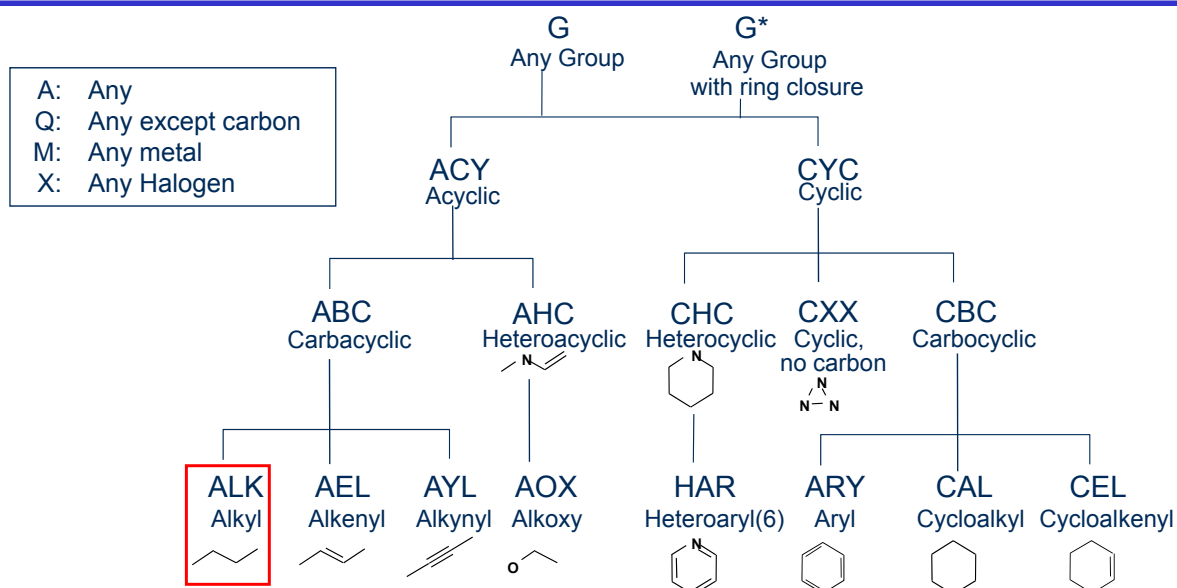 G
Any Group
G*
Any Group
with ring closure
A: Any
Q: Any except carbon
M: Any metal
X: Any Halogen
ACY
Acyclic
CYC
Cyclic
ABC
Carbacyclic
AHC
Heteroacyclic
N
CHC
Heterocyclic
N
CXX
Cyclic,
no carbon
N
N N
CBC
Carbocyclic
ALK
Alkyl
AEL
Alkenyl
AYL
Alkynyl
AOX
Alkoxy
O
HAR
Heteroaryl(6)
N
ARY
Aryl
CAL
Cycloalkyl
CEL
Cycloalkenyl